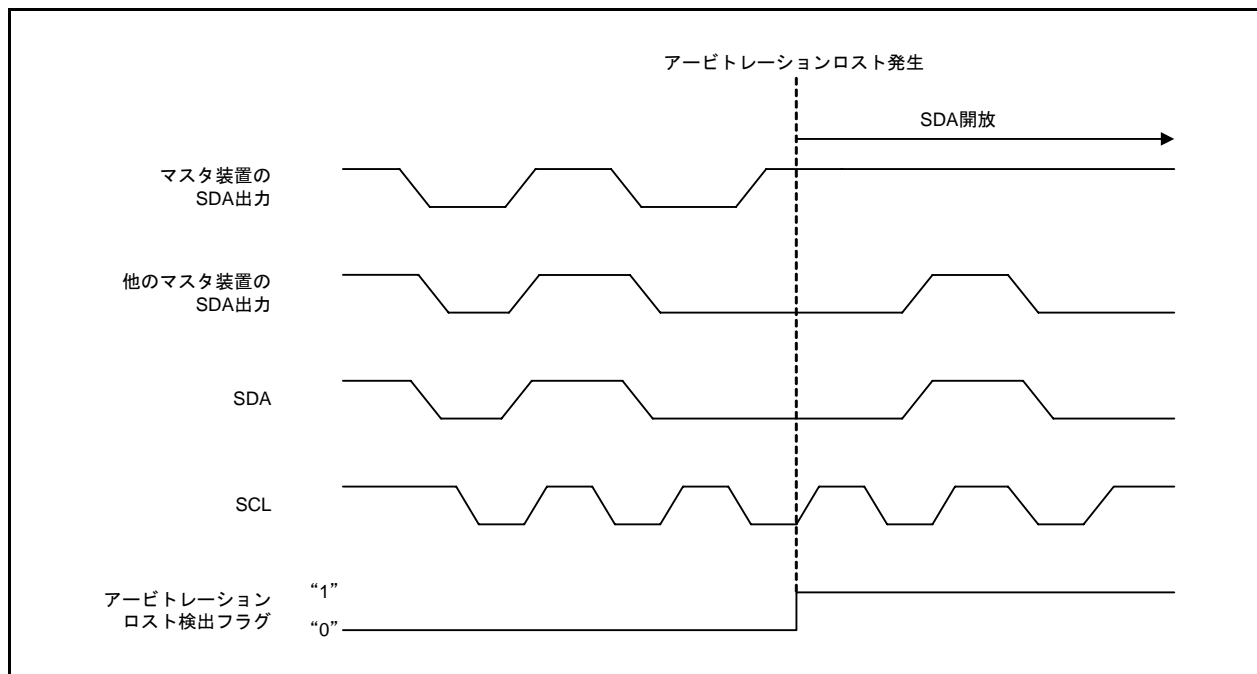 アービトレーションロスト発生
SDA開放
マスタ装置の
SDA出力
他のマスタ装置の
SDA出力
SDA
SCL
“1”
アービトレーション
ロスト検出フラグ
“0”